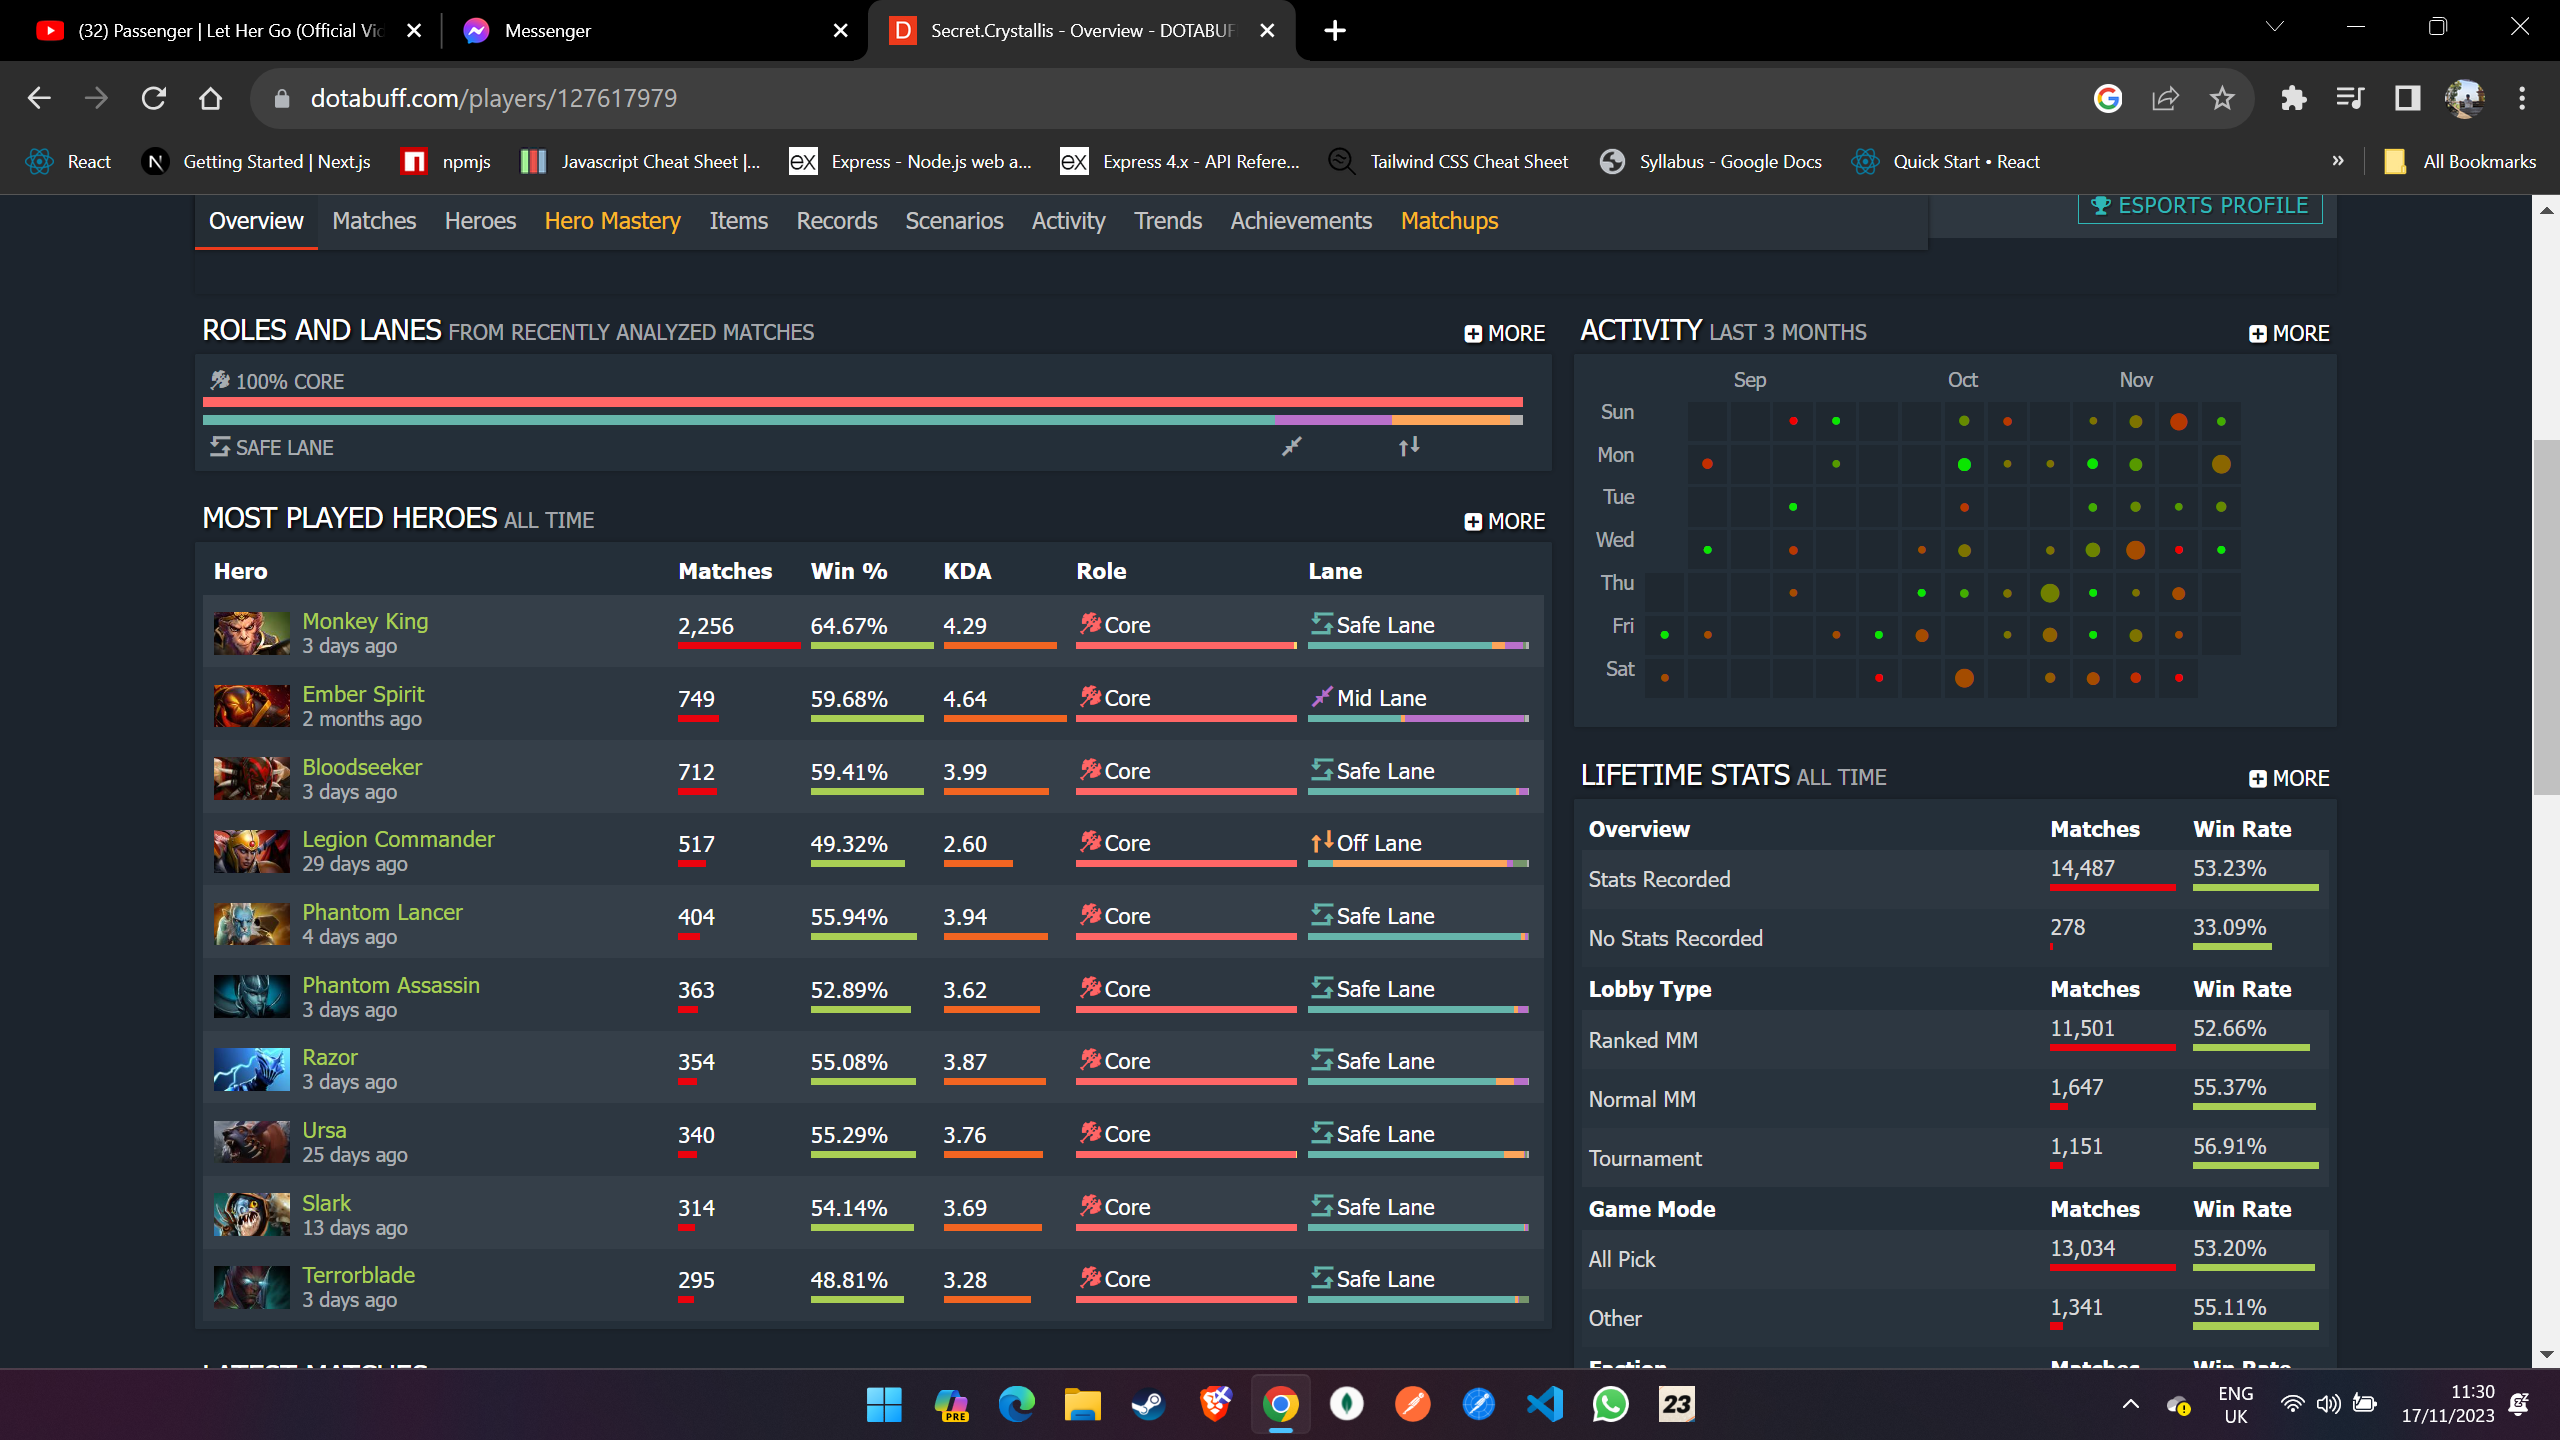 (32) Passenger | Let Her Go (Official Vid
Messenger
Secret.Crystallis - Overview - DOTABUF
dotabuff.com/players/127617979
React
Getting Started | Next.js
npmjs
Javascript Cheat Sheet |...
Express - Node.js web a...
Express 4.x - API Refere...
Tailwind CSS Cheat Sheet
Syllabus - Google Docs
Quick Start • React
»
All Bookmarks
Overview Matches Heroes Hero Mastery Items Records Scenarios Activity Trends Achievements Matchups
ESPORTS PROFILE
ROLES AND LANES FROM RECENTLY ANALYZED MATCHES
MORE
100% CORE
SAFE LANE
MOST PLAYED HEROES ALL TIME
MORE
Hero Matches Win % KDA Role Lane
Monkey King
3 days ago
2,256 64.67% 4.29 Core Safe Lane
Ember Spirit
2 months ago
749 59.68% 4.64 Core Mid Lane
Bloodseeker
3 days ago
712 59.41% 3.99 Core Safe Lane
Legion Commander
29 days ago
517 49.32% 2.60 Core Off Lane
Phantom Lancer
4 days ago
404 55.94% 3.94 Core Safe Lane
Phantom Assassin
3 days ago
363 52.89% 3.62 Core Safe Lane
Razor
3 days ago
354 55.08% 3.87 Core Safe Lane
Ursa
25 days ago
340 55.29% 3.76 Core Safe Lane
Slark
13 days ago
314 54.14% 3.69 Core Safe Lane
Terrorblade
3 days ago
295 48.81% 3.28 Core Safe Lane
LATEST MATCHES
ACTIVITY LAST 3 MONTHS
MORE
Sep Oct Nov
Sun
Mon
Tue
Wed
Thu
Fri
Sat
LIFETIME STATS ALL TIME
MORE
Overview Matches Win Rate
Stats Recorded 14,487 53.23%
No Stats Recorded 278 33.09%
Lobby Type Matches Win Rate
Ranked MM 11,501 52.66%
Normal MM 1,647 55.37%
Tournament 1,151 56.91%
Game Mode Matches Win Rate
All Pick 13,034 53.20%
Other 1,341 55.11%
Faction Matches Win Rate
PRE
23
ENG
UK
11:30
17/11/2023